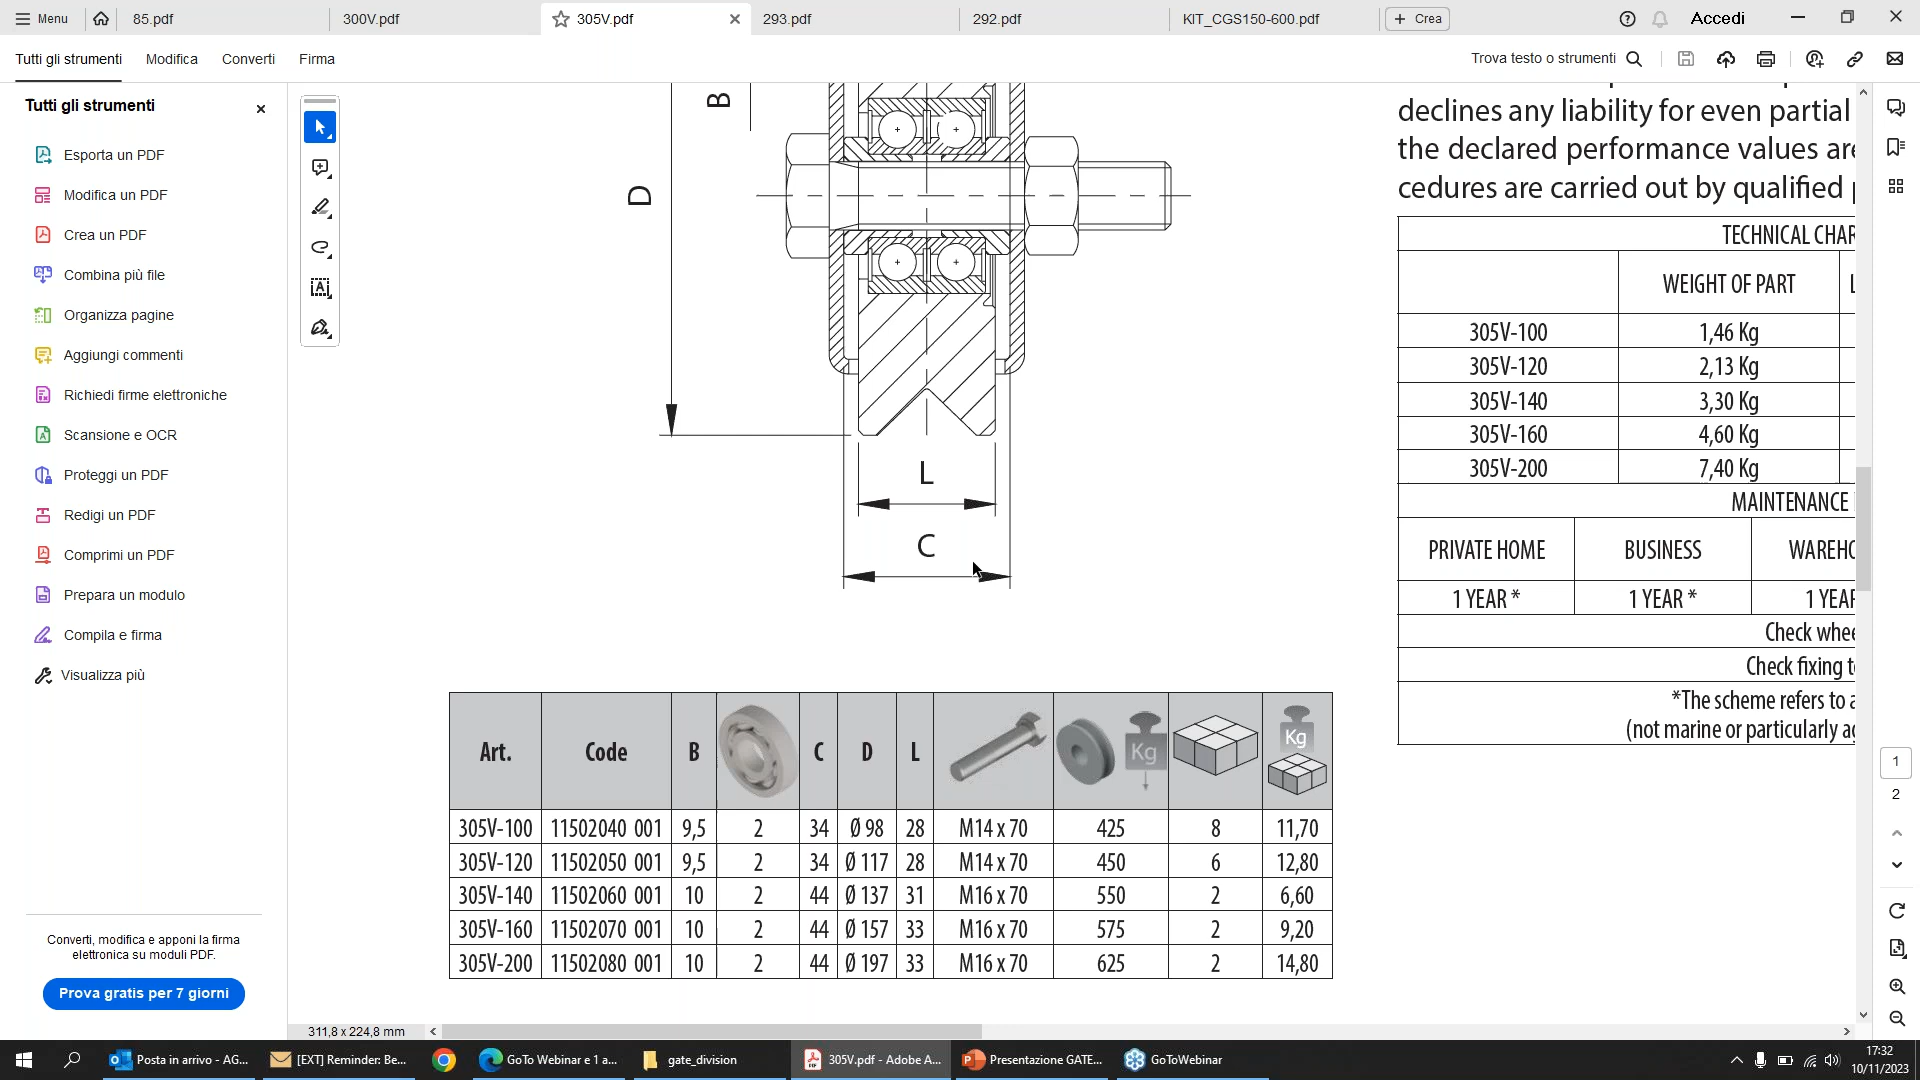 Menu
85.pdf
300V.pdf
305V.pdf
293.pdf
292.pdf
KIT_CGS150-600.pdf
Crea
Accedi
Tutti gli strumenti
Modifica
Converti
Firma
Trova testo o strumenti
Tutti gli strumenti
Esporta un PDF
Modifica un PDF
Crea un PDF
Combina più file
Organizza pagine
Aggiungi commenti
Richiedi firme elettroniche
Scansione e OCR
Proteggi un PDF
Redigi un PDF
Comprimi un PDF
Prepara un modulo
Compila e firma
Visualizza più
Converti, modifica e apponi la firma
elettronica su moduli PDF.
Prova gratis per 7 giorni
B
D
L
C
Art. Code B C D L Kg Kg
305V-100 11502040 001 9,5 2 34 Ø 98 28 M14 x 70 425 8 11,70
305V-120 11502050 001 9,5 2 34 Ø 117 28 M14 x 70 450 6 12,80
305V-140 11502060 001 10 2 44 Ø 137 31 M16 x 70 550 2 6,60
305V-160 11502070 001 10 2 44 Ø 157 33 M16 x 70 575 2 9,20
305V-200 11502080 001 10 2 44 Ø 197 33 M16 x 70 625 2 14,80
declines any liability for even partial
the declared performance values are
cedures are carried out by qualified
TECHNICAL CHAR
WEIGHT OF PART L
305V-100 1,46 Kg
305V-120 2,13 Kg
305V-140 3,30 Kg
305V-160 4,60 Kg
305V-200 7,40 Kg
MAINTENANCE
PRIVATE HOME BUSINESS WAREHO
1 YEAR * 1 YEAR * 1 YEAR
Check whee
Check fixing to
*The scheme refers to a
(not marine or particularly ag
1
2
311,8 x 224,8 mm
Posta in arrivo - AG...
[EXT] Reminder: Be...
GoTo Webinar e 1 a...
gate_division
305V.pdf - Adobe A...
Presentazione GATE...
GoToWebinar
17:32
10/11/2023